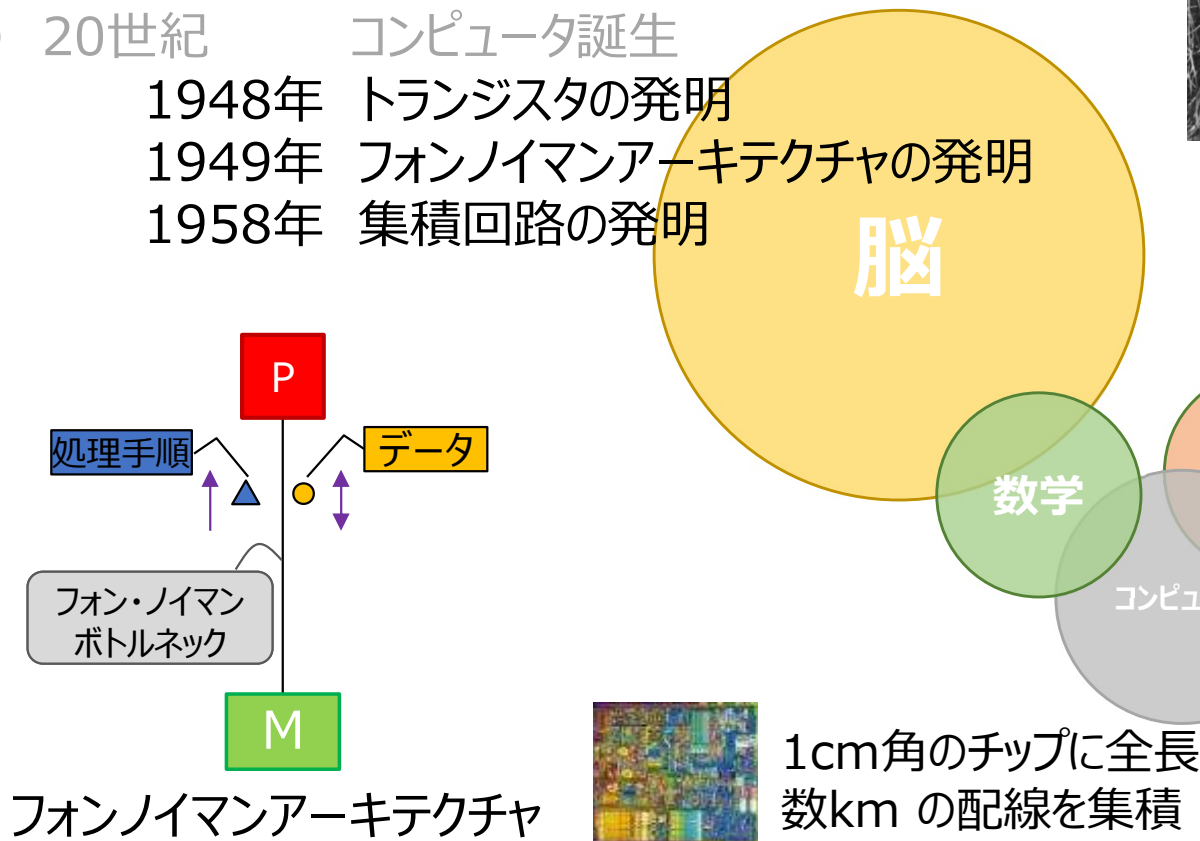 20世紀 コンピュータ誕生
1948年 トランジスタの発明
1949年 フォンノイマンアーキテクチャの発明
1958年 集積回路の発明
脳
P
処理手順
データ
数学
フォン・ノイマン
ボトルネック
コンピュ
M
1cm角のチップに全長
数km の配線を集積
フォンノイマンアーキテクチャ